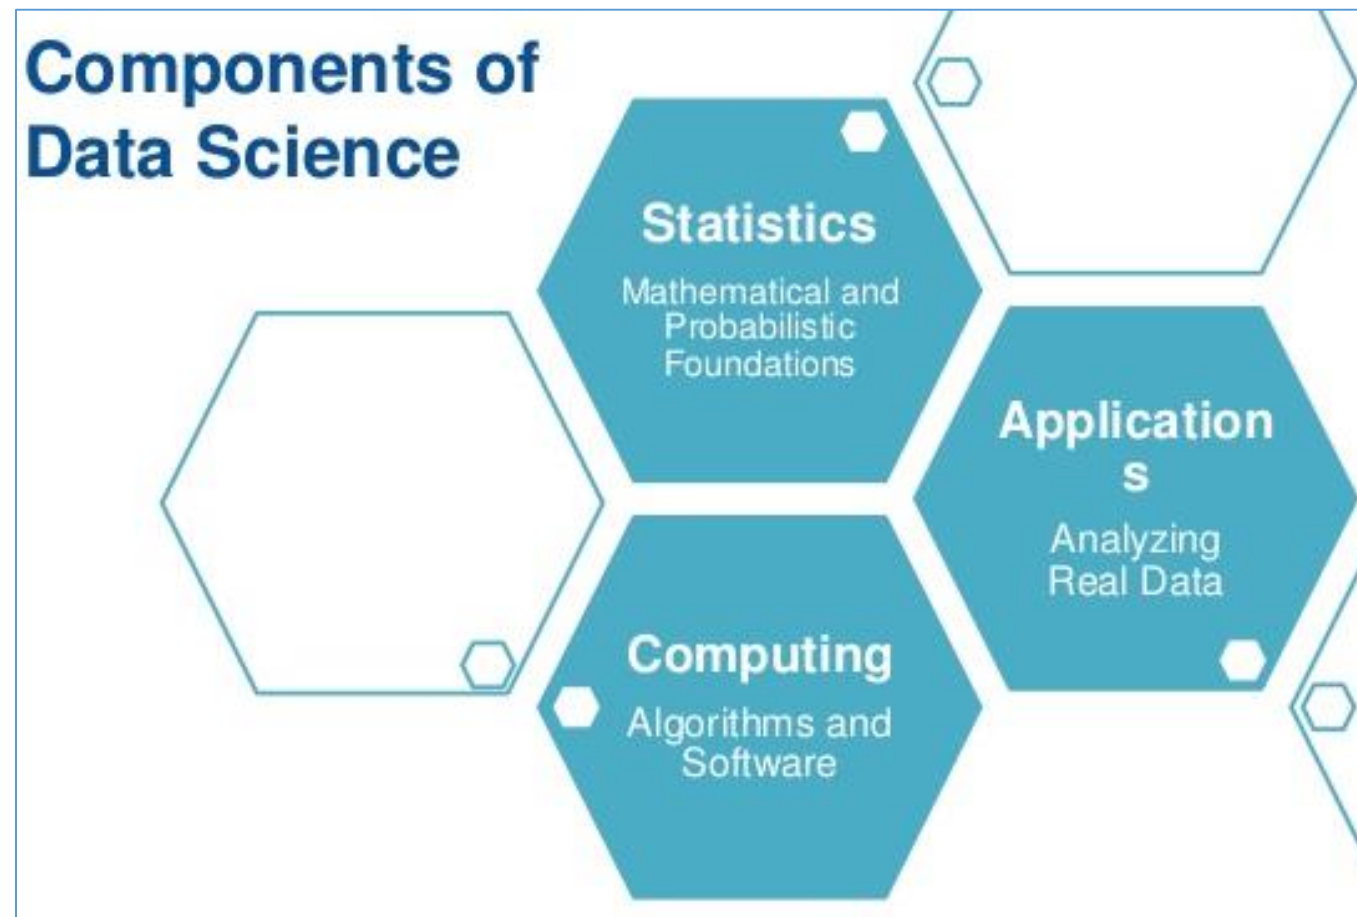 Components of
Data Science
Statistics
Mathematical and
Probabilistic
Foundations
Application
s
Analyzing
Real Data
Computing
Algorithms and
Software